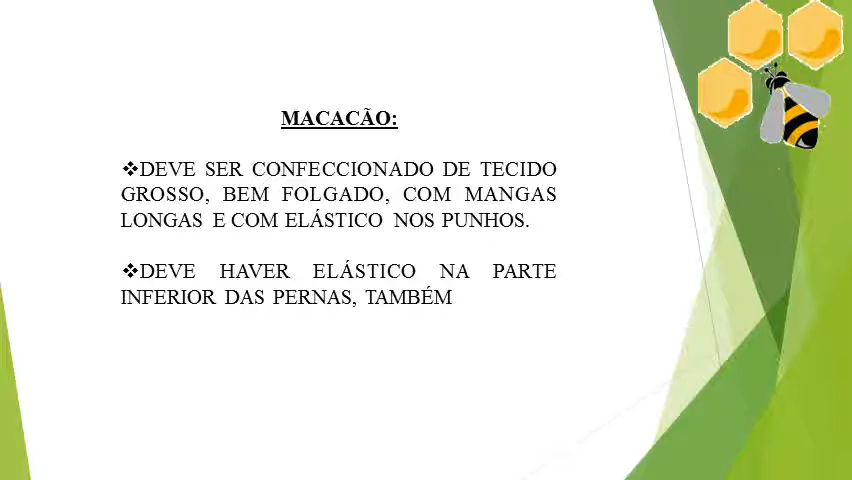 MACACÃO:
❖DEVE SER CONFECCIONADO DE TECIDO
GROSSO, BEM FOLGADO, COM MANGAS
LONGAS E COM ELÁSTICO NOS PUNHOS.
❖DEVE HAVER ELÁSTICO NA PARTE
INFERIOR DAS PERNAS, TAMBÉM